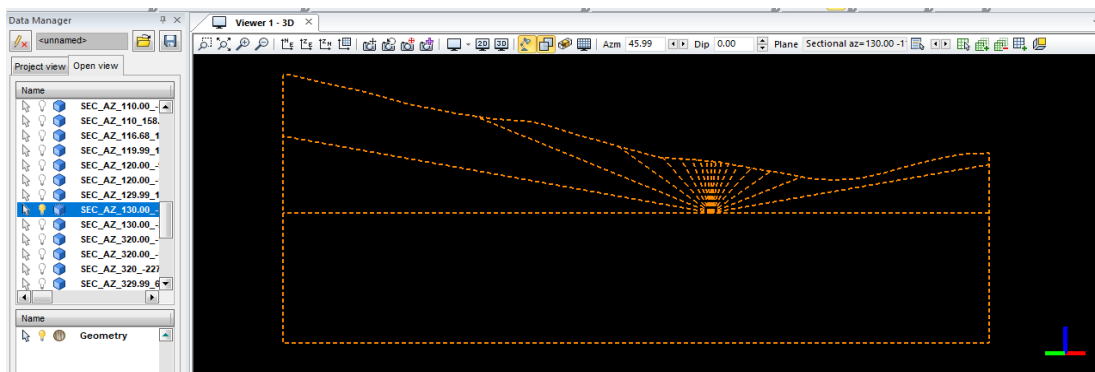 Data Manager
<unnamed>
Project view
Open view
Name
SEC_AZ_110.00_-
SEC_AZ_110_158.
SEC_AZ_116.68_1
SEC_AZ_119.99_1
SEC_AZ_120.00_-
SEC_AZ_120.00_-
SEC_AZ_129.99_1
SEC_AZ_130.00_-
SEC_AZ_130.00_-
SEC_AZ_320.00_-
SEC_AZ_320.00_-
SEC_AZ_320_-227
SEC_AZ_329.99_6
Name
Geometry
Viewer 1 - 3D
2D 3D Azm 45.99 Dip 0.00 Plane Sectional az=130.00 -1